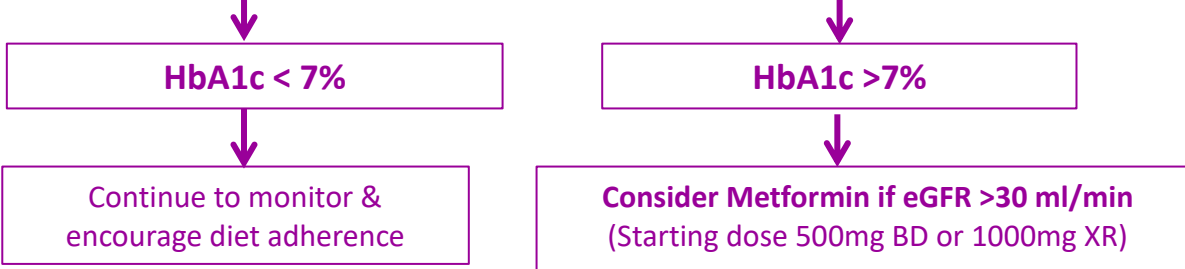 HbA1c < 7%
HbA1c >7%
Continue to monitor &
encourage diet adherence
Consider Metformin if eGFR >30 ml/min
(Starting dose 500mg BD or 1000mg XR)